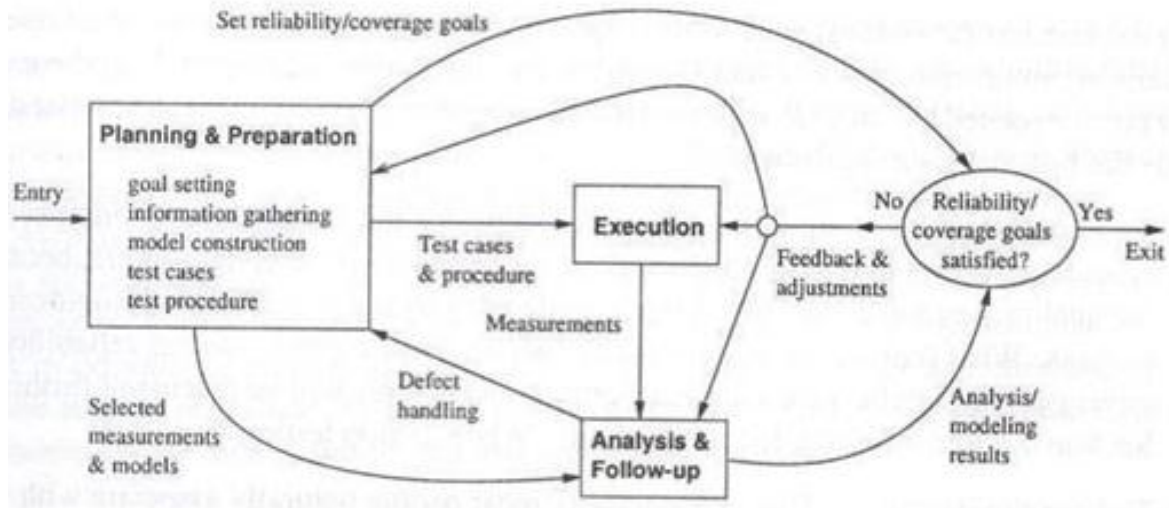 Set reliability/coverage goals
Planning & Preparation
goal setting
information gathering
model construction
test cases
test procedure
Entry
Execution
Test cases
& procedure
No
Reliability/
coverage goals
satisfied?
Yes
Exit
Feedback &
adjustments
Measurements
Defect
handling
Selected
measurements
& models
Analysis &
Follow-up
Analysis/
modeling
results